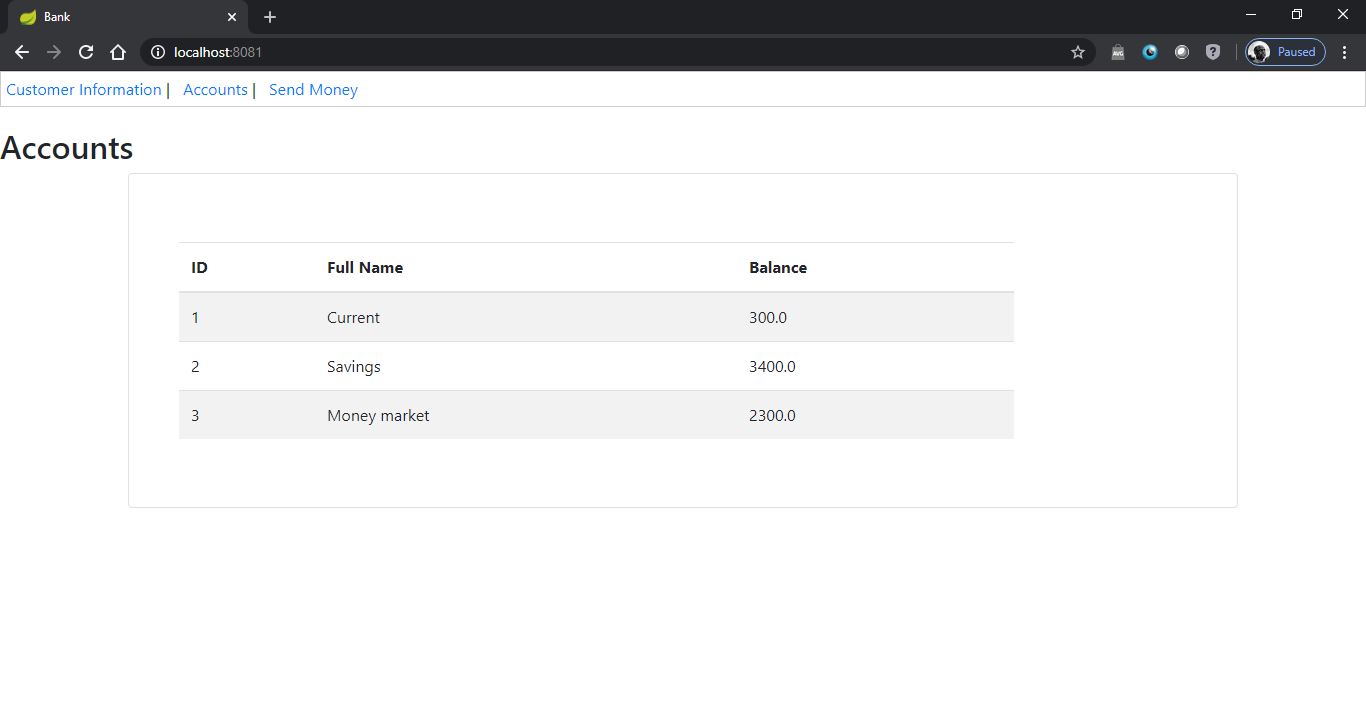 Bank
localhost:8081
AVG
?
Paused
Customer Information | Accounts | Send Money
Accounts
ID Full Name Balance
1 Current 300.0
2 Savings 3400.0
3 Money market 2300.0